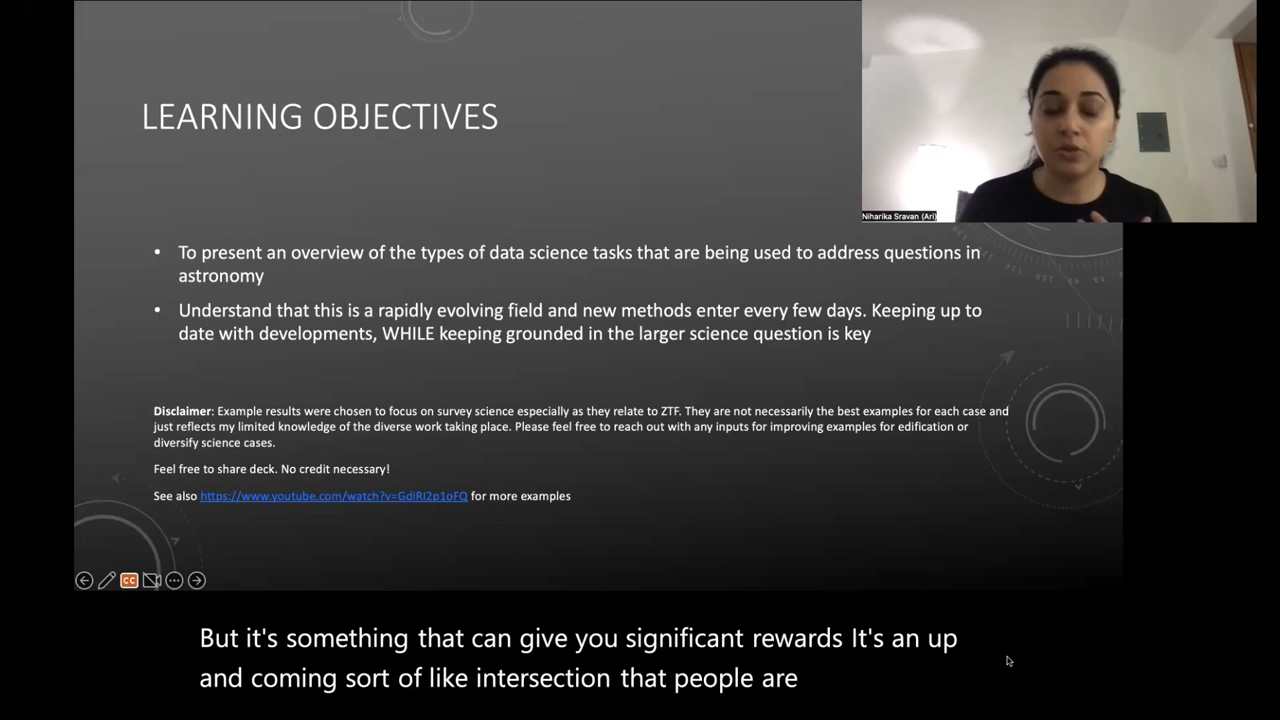 LEARNING OBJECTIVES
Niharika Sravan (Ari)
• To present an overview of the types of data science tasks that are being used to address questions in
astronomy
• Understand that this is a rapidly evolving field and new methods enter every few days. Keeping up to
date with developments, WHILE keeping grounded in the larger science question is key
Disclaimer: Example results were chosen to focus on survey science especially as they relate to ZTF. They are not necessarily the best examples for each case and
just reflects my limited knowledge of the diverse work taking place. Please feel free to reach out with any inputs for improving examples for edification or
diversify science cases.
Feel free to share deck. No credit necessary!
See also https://www.youtube.com/watch?v=GdiRI2p1oFQ for more examples
CC
But it's something that can give you significant rewards It's an up
and coming sort of like intersection that people are